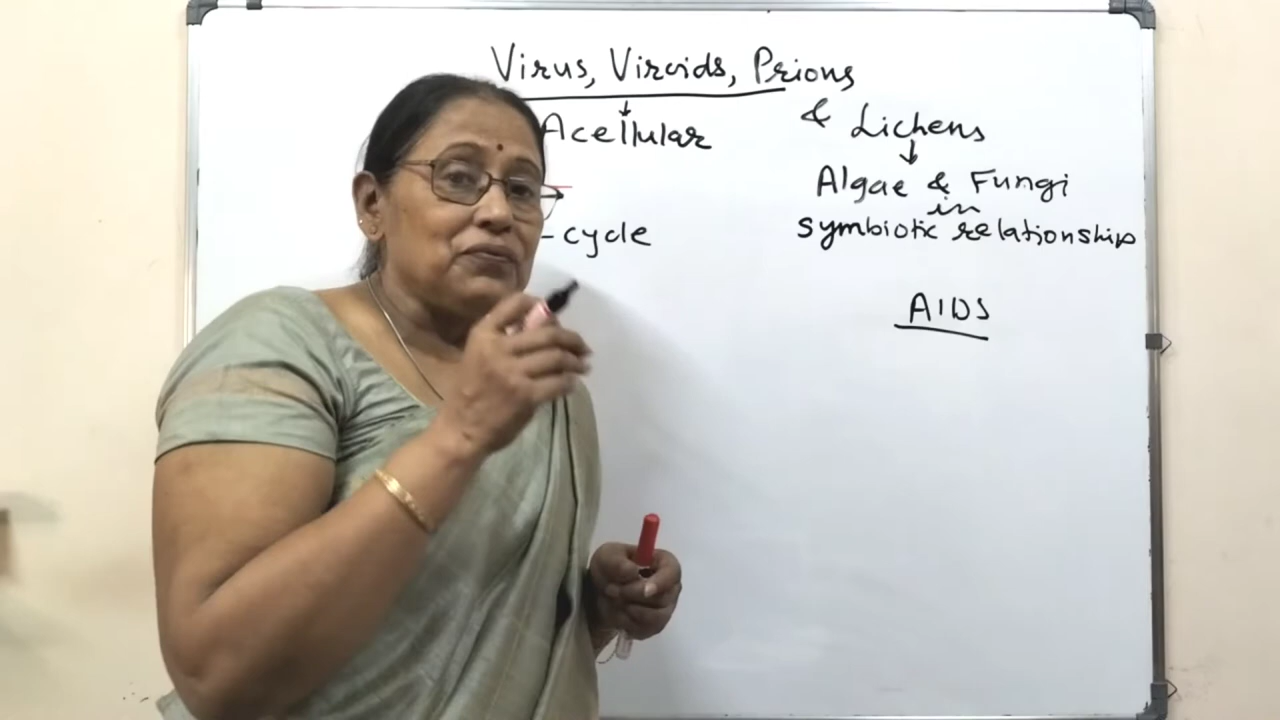 Virus, Viroids, Prions
& Lichens
Acellular
Algae & Fungi
in
symbiotic relationship
-cycle
AIDS